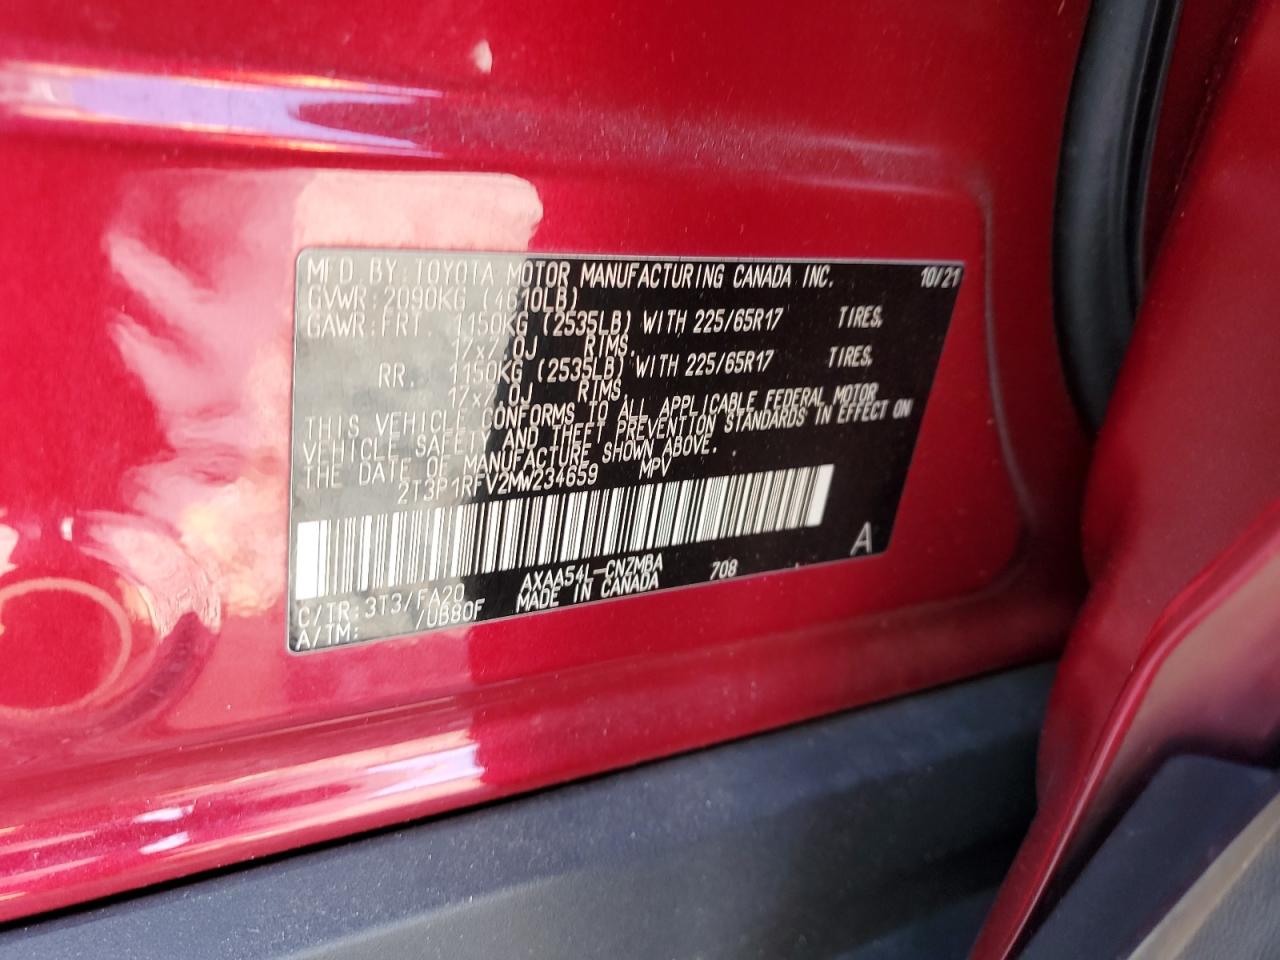 MFD. BY: TOYOTA MOTOR MANUFACTURING CANADA INC. 10/21
GVWR: 2090KG (4610LB)
GAWR: FRT. 1150KG (2535LB) WITH 225/65R17 TIRES,
17x7.0J RIMS.
RR. 1150KG (2535LB) WITH 225/65R17 TIRES,
17x7.0J RIMS
THIS VEHICLE CONFORMS TO ALL APPLICABLE FEDERAL MOTOR
VEHICLE SAFETY AND THEFT PREVENTION STANDARDS IN EFFECT ON
THE DATE OF MANUFACTURE SHOWN ABOVE.
2T3P1RFV2MW234659 MPV
A
C/TR: 3T3/FA20 AXAA54L-CNZMBA 708
A/TM: /UB80F MADE IN CANADA